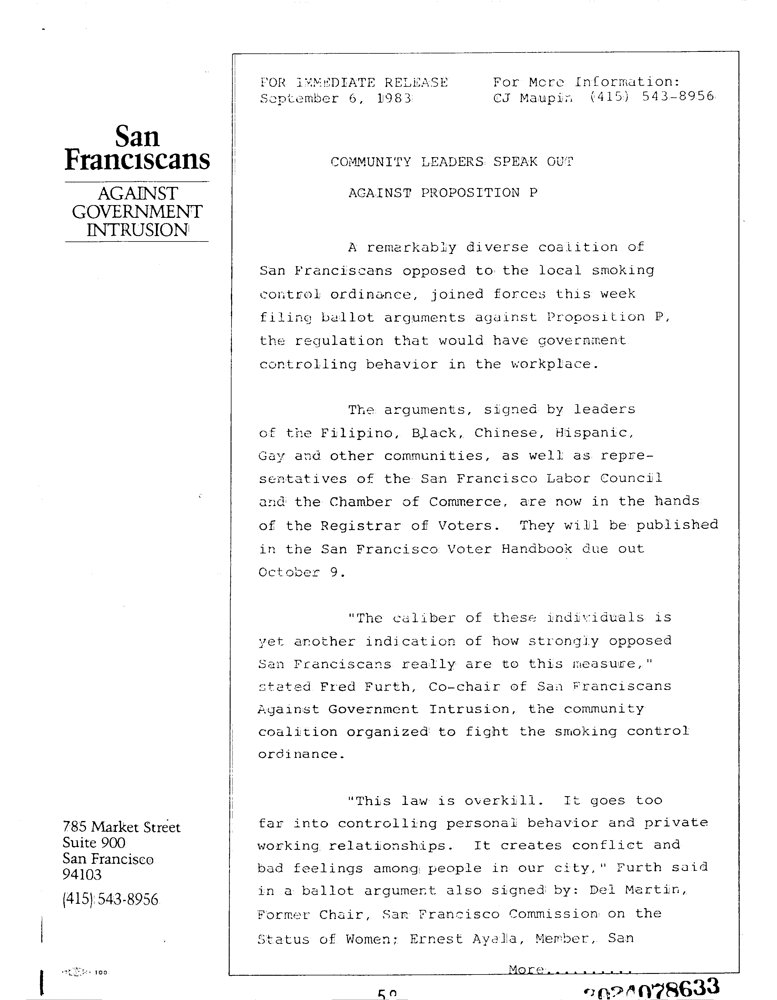 FOR IMMEDIATE RELEASE
September 6, 1983
For More Information:
CJ Maupin (415) 543-8956
San
Franciscans
AGAINST
GOVERNMENT
INTRUSION
COMMUNITY LEADERS SPEAK OUT
AGAINST PROPOSITION P
A remarkably diverse coalition of
San Franciscans opposed to the local smoking
control ordinance, joined forces this week
filing ballot arguments against Proposition P,
the regulation that would have government
controlling behavior in the workplace.
The arguments, signed by leaders
of the Filipino, Black, Chinese, Hispanic,
Gay and other communities, as well as repre-
sentatives of the San Francisco Labor Council
and the Chamber of Commerce, are now in the hands
of the Registrar of Voters. They will be published
in the San Francisco Voter Handbook due out
October 9.
"The caliber of these individuals is
yet another indication of how strongly opposed
San Franciscans really are to this measure,"
stated Fred Furth, Co-chair of San Franciscans
Against Government Intrusion, the community
coalition organized to fight the smoking control
ordinance.
"This law is overkill. It goes too
far into controlling personal behavior and private
working relationships. It creates conflict and
bad feelings among people in our city," Furth said
in a ballot argument also signed by: Del Martin,
Former Chair, San Francisco Commission on the
Status of Women; Ernest Ayala, Member, San
More..........
785 Market Street
Suite 900
San Francisco
94103
(415) 543-8956
100
078633